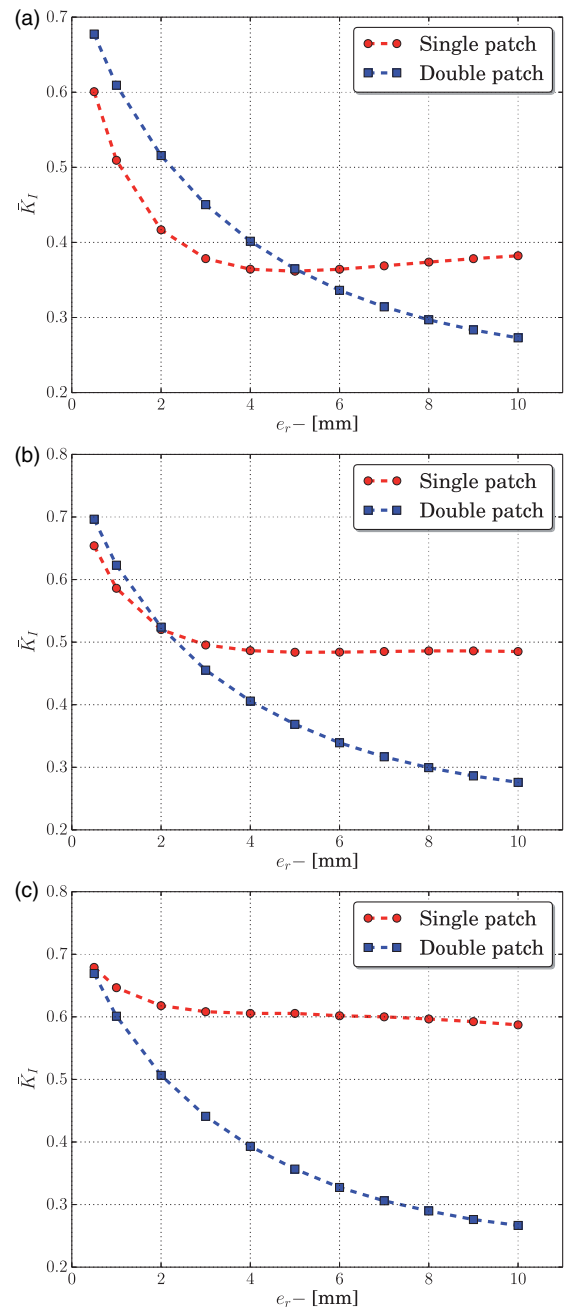 (a)
0.7
0.6
0.5
0.4
0.3
0.2
K̄_I
Single patch
Double patch
0 2 4 6 8 10
e_r− [mm]
(b)
0.8
0.7
0.6
0.5
0.4
0.3
0.2
K̄_I
Single patch
Double patch
0 2 4 6 8 10
e_r− [mm]
(c)
0.8
0.7
0.6
0.5
0.4
0.3
0.2
K̄_I
Single patch
Double patch
0 2 4 6 8 10
e_r− [mm]